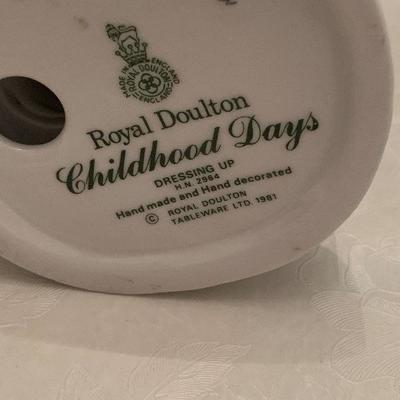 MADE IN ENGLAND
ROYAL DOULTON
ENGLAND
Royal Doulton
Childhood Days
DRESSING UP
H.N. 2964
Hand made and Hand decorated
© ROYAL DOULTON
TABLEWARE LTD. 1981